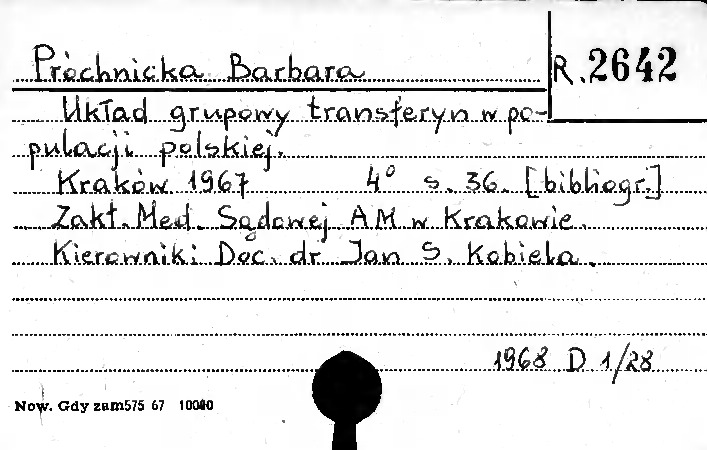 Próchnicka Barbara
R. 2642
Układ grupowy transferyn w po-
pulacji polskiej.
Kraków 1967 4° s. 36. [bibliogr.]
Zakł. Med. Sądowej AM w Krakowie.
Kierownik: Doc. dr Jan S. Kobiela.
1968 D 1/28
Now. Gdy zam575 67 10000